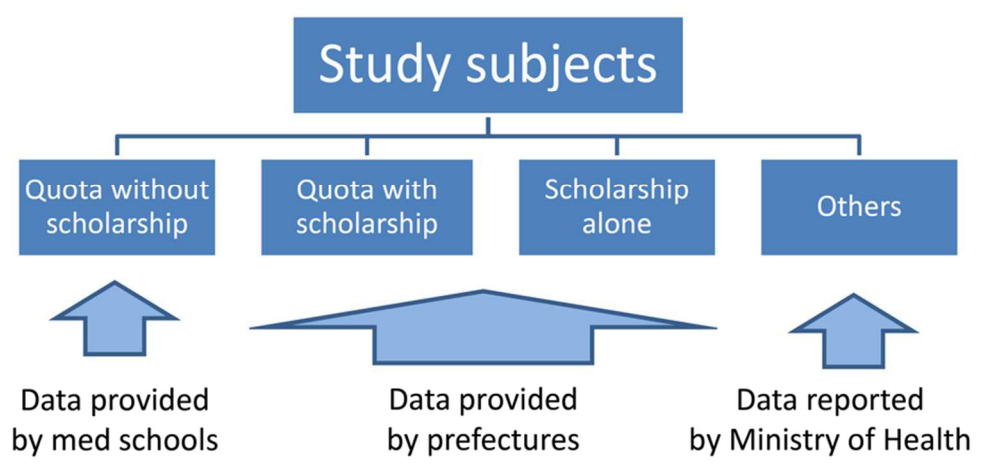 Study subjects
Quota without
scholarship
Quota with
scholarship
Scholarship
alone
Others
Data provided
by med schools
Data provided
by prefectures
Data reported
by Ministry of Health